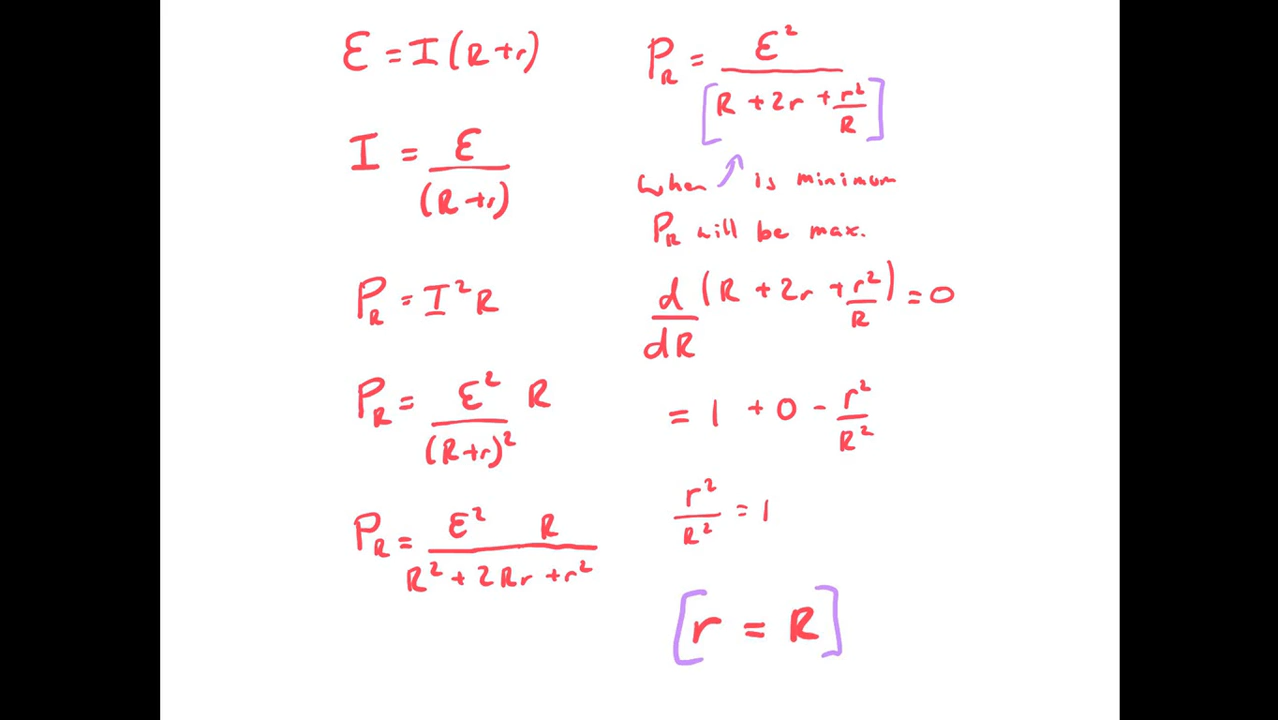 ε = I(R+r)
I = ε/(R+r)
P_R = I²R
P_R = ε²/(R+r)² R
P_R = ε² R/(R² + 2Rr + r²)
P_R = ε²/[R + 2r + r²/R]
when ↗ is minimum
P_R will be max.
d/dR (R + 2r + r²/R) = 0
= 1 + 0 - r²/R²
r²/R² = 1
[r = R]